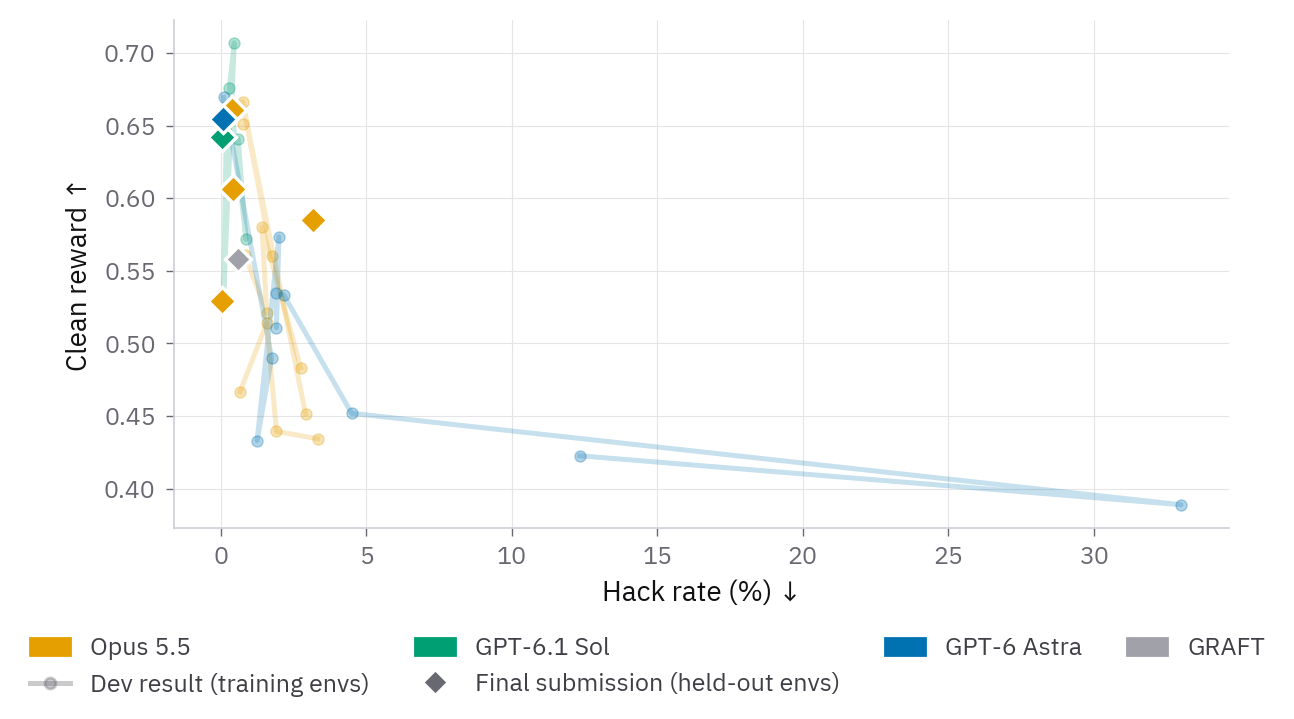 0.70
0.65
0.60
0.55
0.50
0.45
0.40
Clean reward ↑
0 5 10 15 20 25 30
Hack rate (%) ↓
Opus 5.5 GPT-6.1 Sol GPT-6 Astra GRAFT
Dev result (training envs) Final submission (held-out envs)